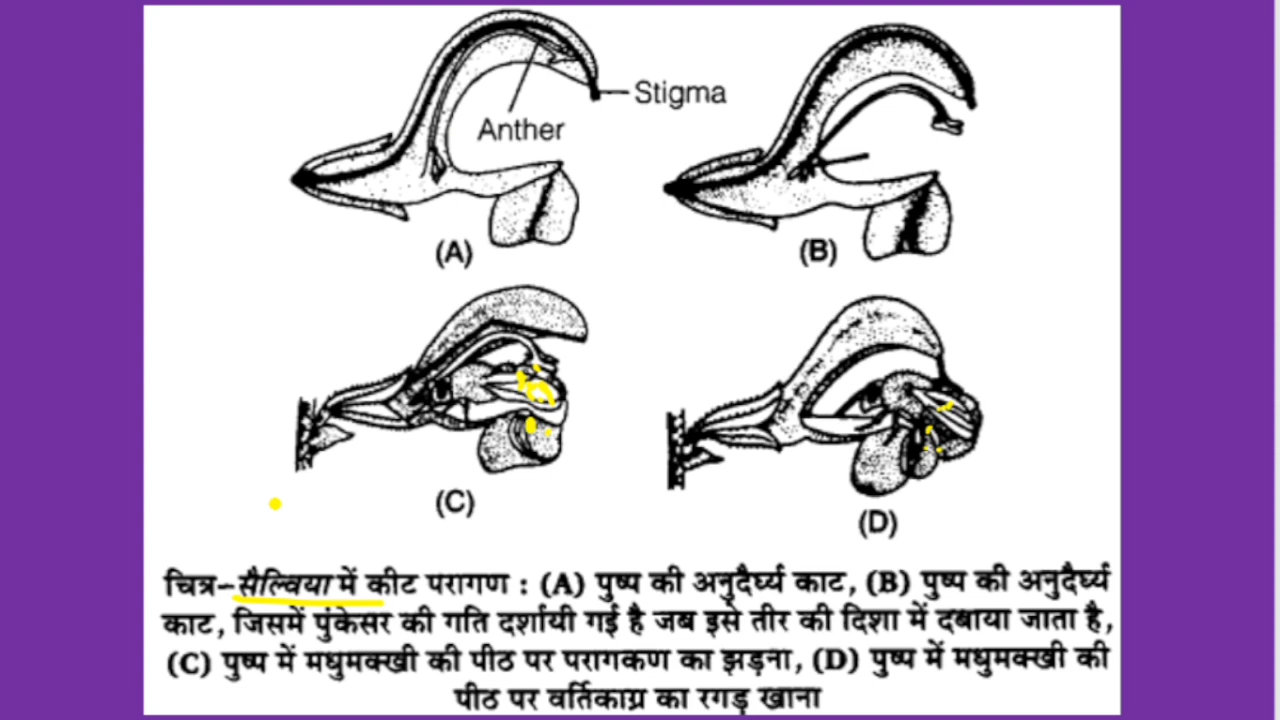 Stigma
Anther
(A)
(B)
(C)
(D)
चित्र–सैल्विया में कीट परागण : (A) पुष्प की अनुदैर्घ्य काट, (B) पुष्प की अनुदैर्घ्य
काट, जिसमें पुंकेसर की गति दर्शायी गई है जब इसे तीर की दिशा में दबाया जाता है,
(C) पुष्प में मधुमक्खी की पीठ पर परागकण का झड़ना, (D) पुष्प में मधुमक्खी की
पीठ पर वर्तिकाग्र का रगड़ खाना